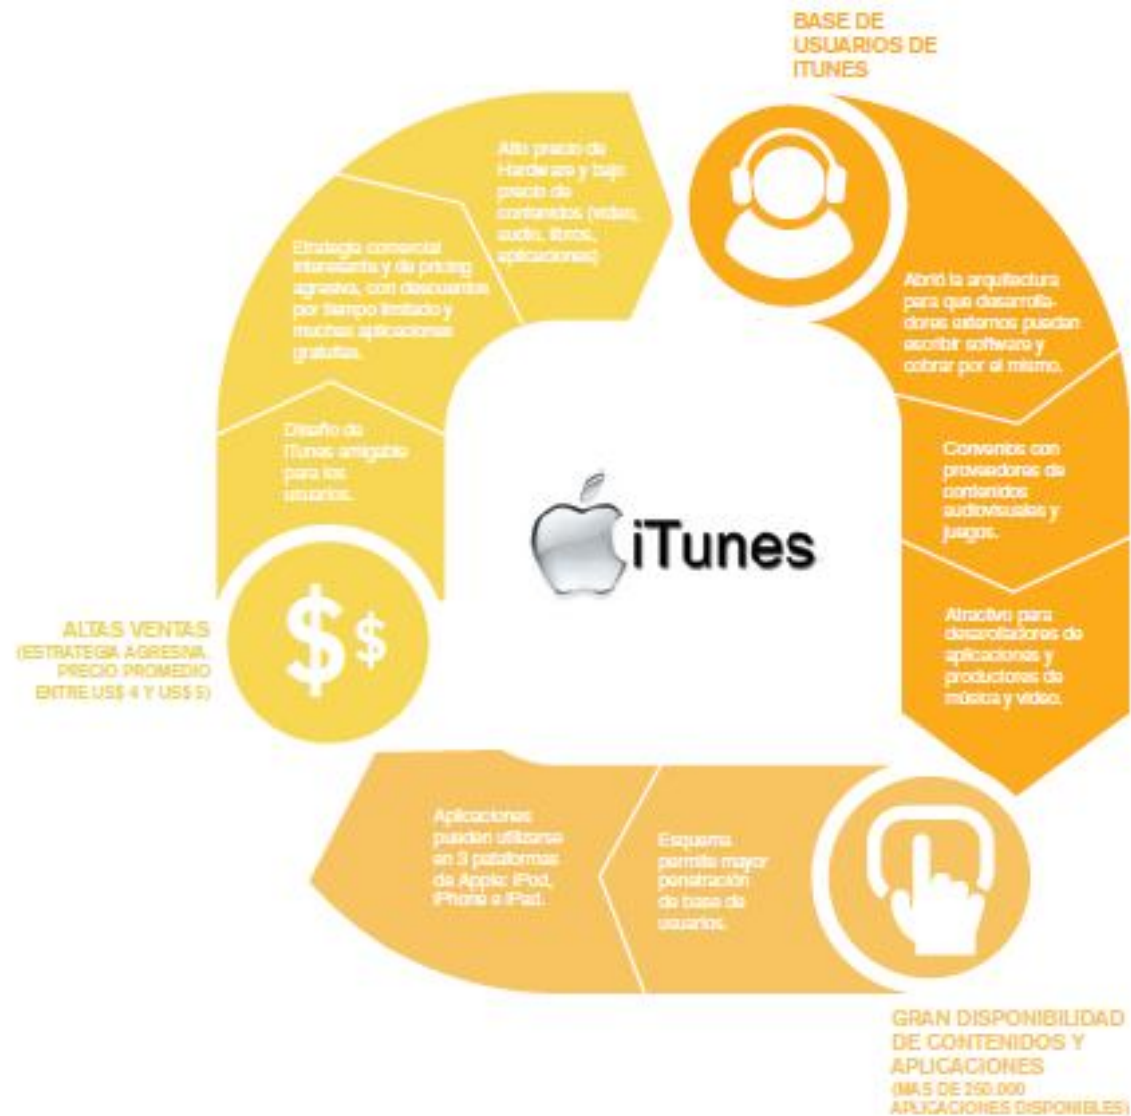 BASE DE
USUARIOS DE
ITUNES
Abrió la arquitectura
para que desarrolla-
dores externos puedan
escribir software y
cobrar por el mismo.
Convenios con
proveedores de
contenidos
audiovisuales y
juegos.
Atractivo para
desarolladores de
aplicaciones y
productores de
música y video.
GRAN DISPONIBILIDAD
DE CONTENIDOS Y
APLICACIONES
(MAS DE 250.000
APLICACIONES DISPONIBLES)
Esquema
permite mayor
penetración
de base de
usuarios.
Aplicaciones
pueden utilizarse
en 3 pataformas
de Apple: iPod,
iPhone e iPad.
ALTAS VENTAS
(ESTRATEGIA AGRESIVA.
PRECIO PROMEDIO
ENTRE US$ 4 Y US$ 5)
$ $
Diseño de
iTunes amigable
para los
usuarios.
Etrategia comercial
interesante y de pricing
agrasiva, con descuentos
por tiempo limitado y
muchas aplicaciones
gratuitas.
Alto precio de
Hardware y bajo
precio de
contenidos (video,
audio, libros,
aplicaciones)
iTunes